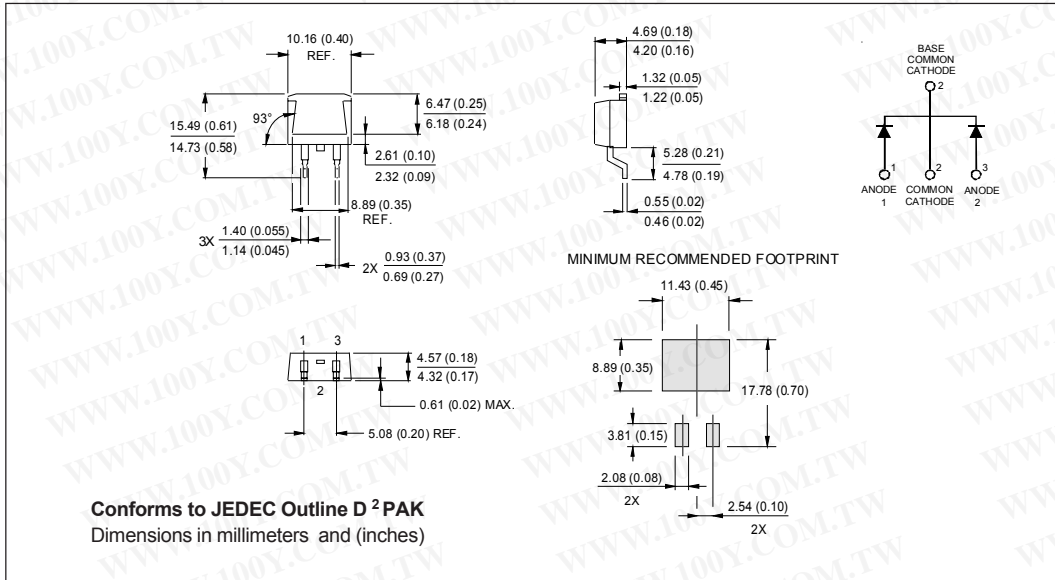 10.16 (0.40)
REF.
93°
15.49 (0.61)
14.73 (0.58)
6.47 (0.25)
6.18 (0.24)
2.61 (0.10)
2.32 (0.09)
8.89 (0.35)
REF.
3X
1.40 (0.055)
1.14 (0.045)
2X
0.93 (0.37)
0.69 (0.27)
4.69 (0.18)
4.20 (0.16)
1.32 (0.05)
1.22 (0.05)
5.28 (0.21)
4.78 (0.19)
0.55 (0.02)
0.46 (0.02)
BASE
COMMON
CATHODE
2
1
2
3
ANODE
1
COMMON
CATHODE
ANODE
2
1
3
2
4.57 (0.18)
4.32 (0.17)
0.61 (0.02) MAX.
5.08 (0.20) REF.
MINIMUM RECOMMENDED FOOTPRINT
11.43 (0.45)
8.89 (0.35)
17.78 (0.70)
3.81 (0.15)
2.08 (0.08)
2X
2.54 (0.10)
2X
Conforms to JEDEC Outline D 2 PAK
Dimensions in millimeters and (inches)
WWW.100Y.COM.TW